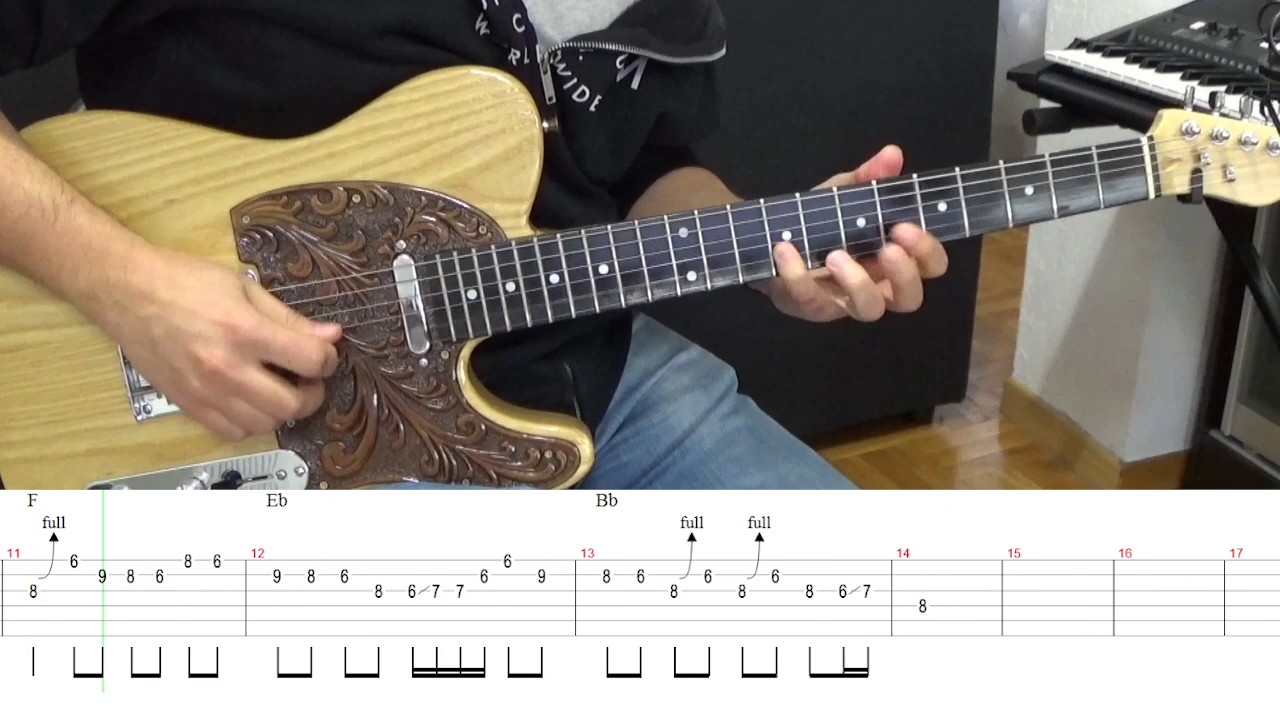 WORLDWIDE
F Eb Bb
full full full
11 12 13 14 15 16 17
6 8 6 6
9 8 6 9 8 6 6 9 8 6 6 6
8 8 6 7 7 8 8 8 6 7
8